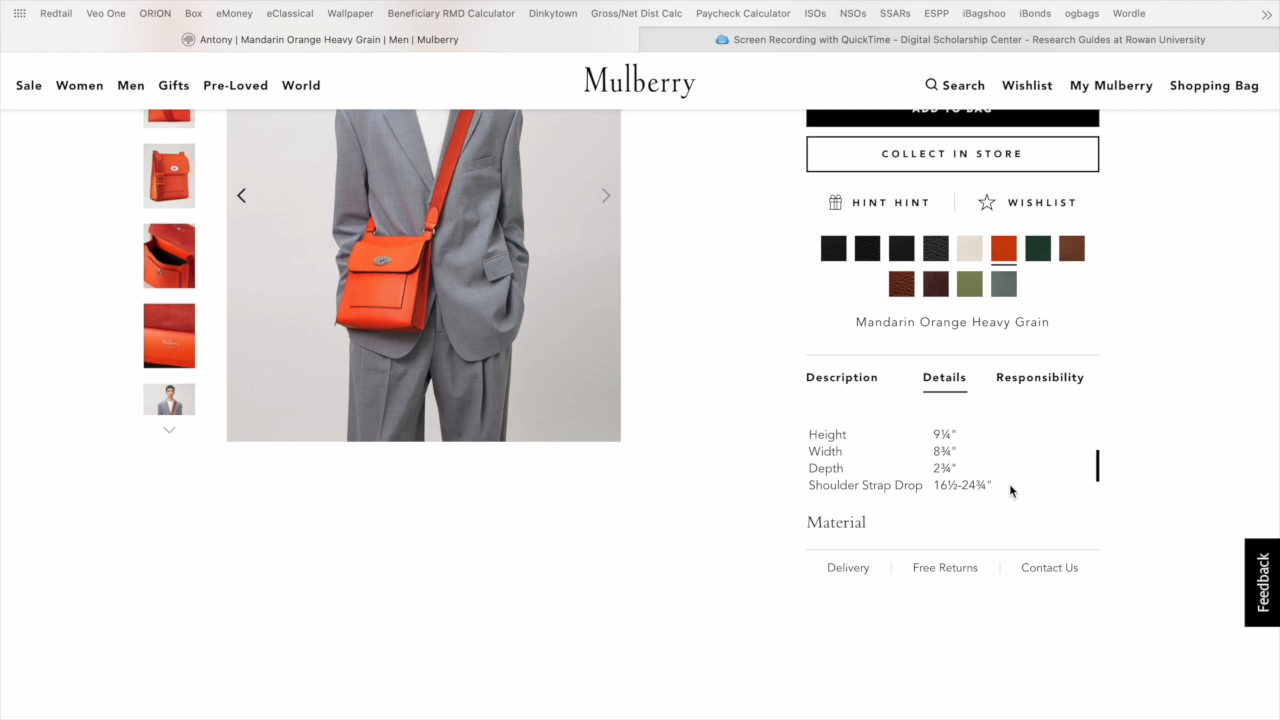 Redtail Veo One ORION Box eMoney eClassical Wallpaper Beneficiary RMD Calculator Dinkytown Gross/Net Dist Calc Paycheck Calculator ISOs NSOs SSARs ESPP iBagshoo iBonds ogbags Wordle
Antony | Mandarin Orange Heavy Grain | Men | Mulberry
Screen Recording with QuickTime - Digital Scholarship Center - Research Guides at Rowan University
Sale Women Men Gifts Pre-Loved World
Mulberry
Search Wishlist My Mulberry Shopping Bag
ADD TO BAG
COLLECT IN STORE
HINT HINT WISHLIST
Mandarin Orange Heavy Grain
Description Details Responsibility
Height 9¼"
Width 8¾"
Depth 2¾"
Shoulder Strap Drop 16½-24¾"
Material
Delivery Free Returns Contact Us
Feedback
Mulberry